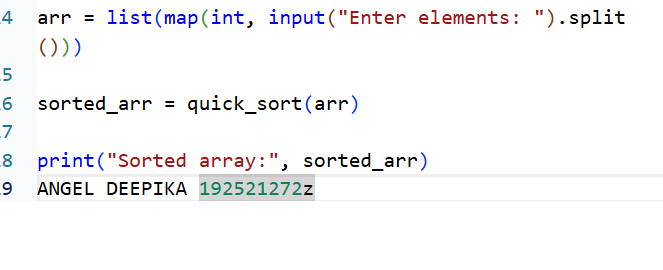 4 arr = list(map(int, input("Enter elements: ").split
()))
5
6 sorted_arr = quick_sort(arr)
7
8 print("Sorted array:", sorted_arr)
9 ANGEL DEEPIKA 192521272z